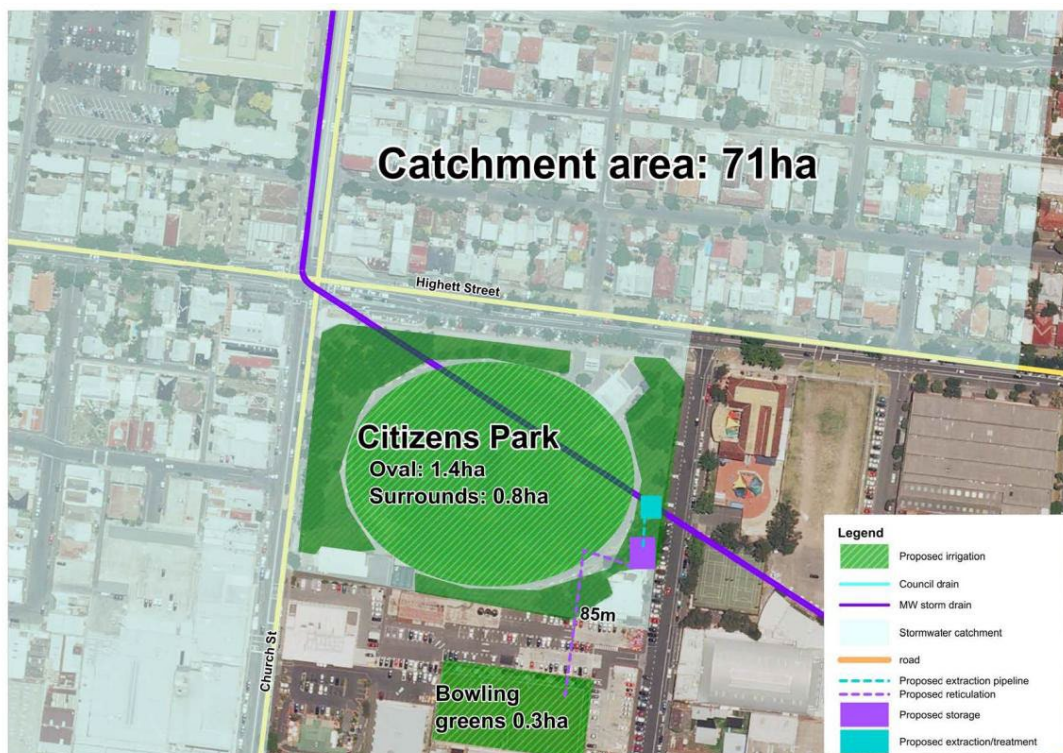 Catchment area: 71ha
Highett Street
Citizens Park
Oval: 1.4ha
Surrounds: 0.8ha
85m
Church St
Bowling
greens 0.3ha
Legend
Proposed irrigation
Council drain
MW storm drain
Stormwater catchment
road
Proposed extraction pipeline
Proposed reticulation
Proposed storage
Proposed extraction/treatment